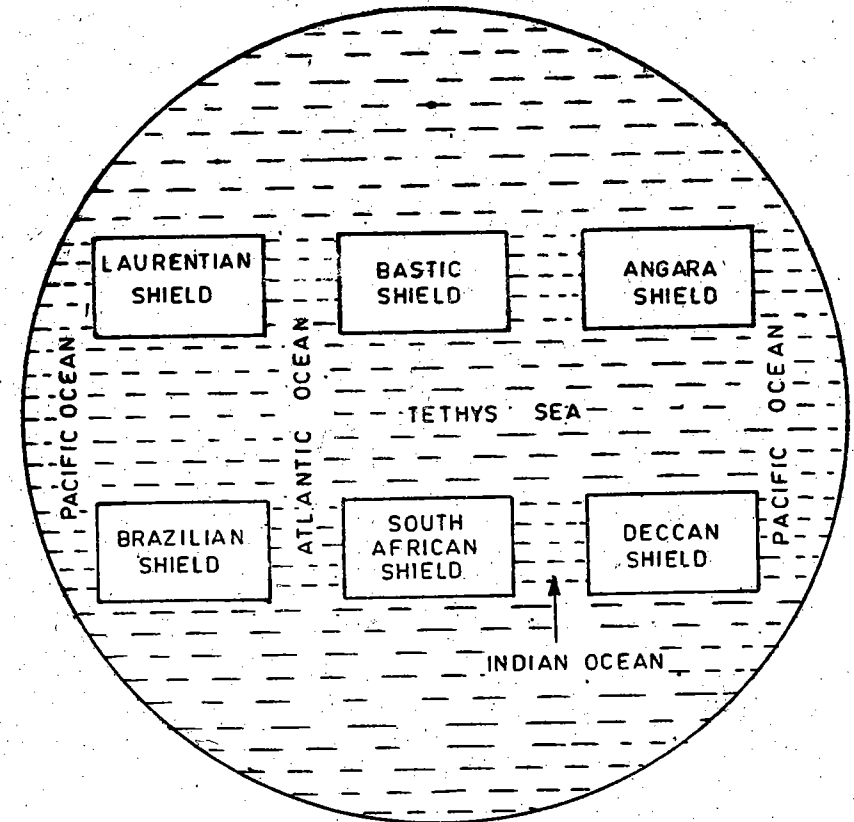 LAURENTIAN
SHIELD
BASTIC
SHIELD
ANGARA
SHIELD
PACIFIC OCEAN
ATLANTIC OCEAN
TETHYS SEA
PACIFIC OCEAN
BRAZILIAN
SHIELD
SOUTH
AFRICAN
SHIELD
DECCAN
SHIELD
INDIAN OCEAN